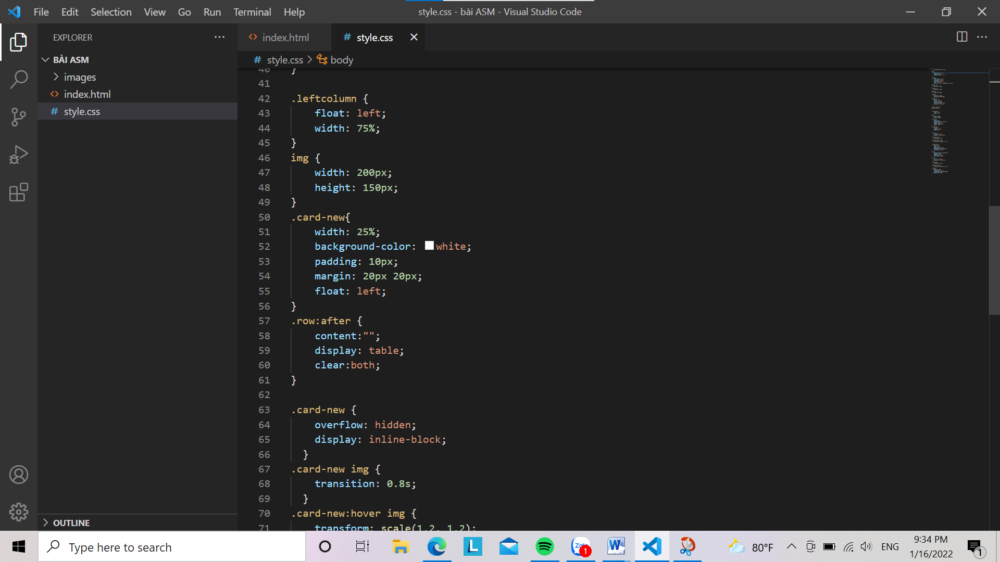 File Edit Selection View Go Run Terminal Help
style.css - bài ASM - Visual Studio Code
EXPLORER
BÀI ASM
images
index.html
style.css
OUTLINE
index.html
# style.css
# style.css > body
40 }
41
42 .leftcolumn {
43 float: left;
44 width: 75%;
45 }
46 img {
47 width: 200px;
48 height: 150px;
49 }
50 .card-new{
51 width: 25%;
52 background-color: white;
53 padding: 10px;
54 margin: 20px 20px;
55 float: left;
56 }
57 .row:after {
58 content:"";
59 display: table;
60 clear:both;
61 }
62
63 .card-new {
64 overflow: hidden;
65 display: inline-block;
66 }
67 .card-new img {
68 transition: 0.8s;
69 }
70 .card-new:hover img {
71 transform: scale(1.2, 1.2);
Type here to search
L
Zalo
1
W
80°F
ENG
9:34 PM
1/16/2022
1